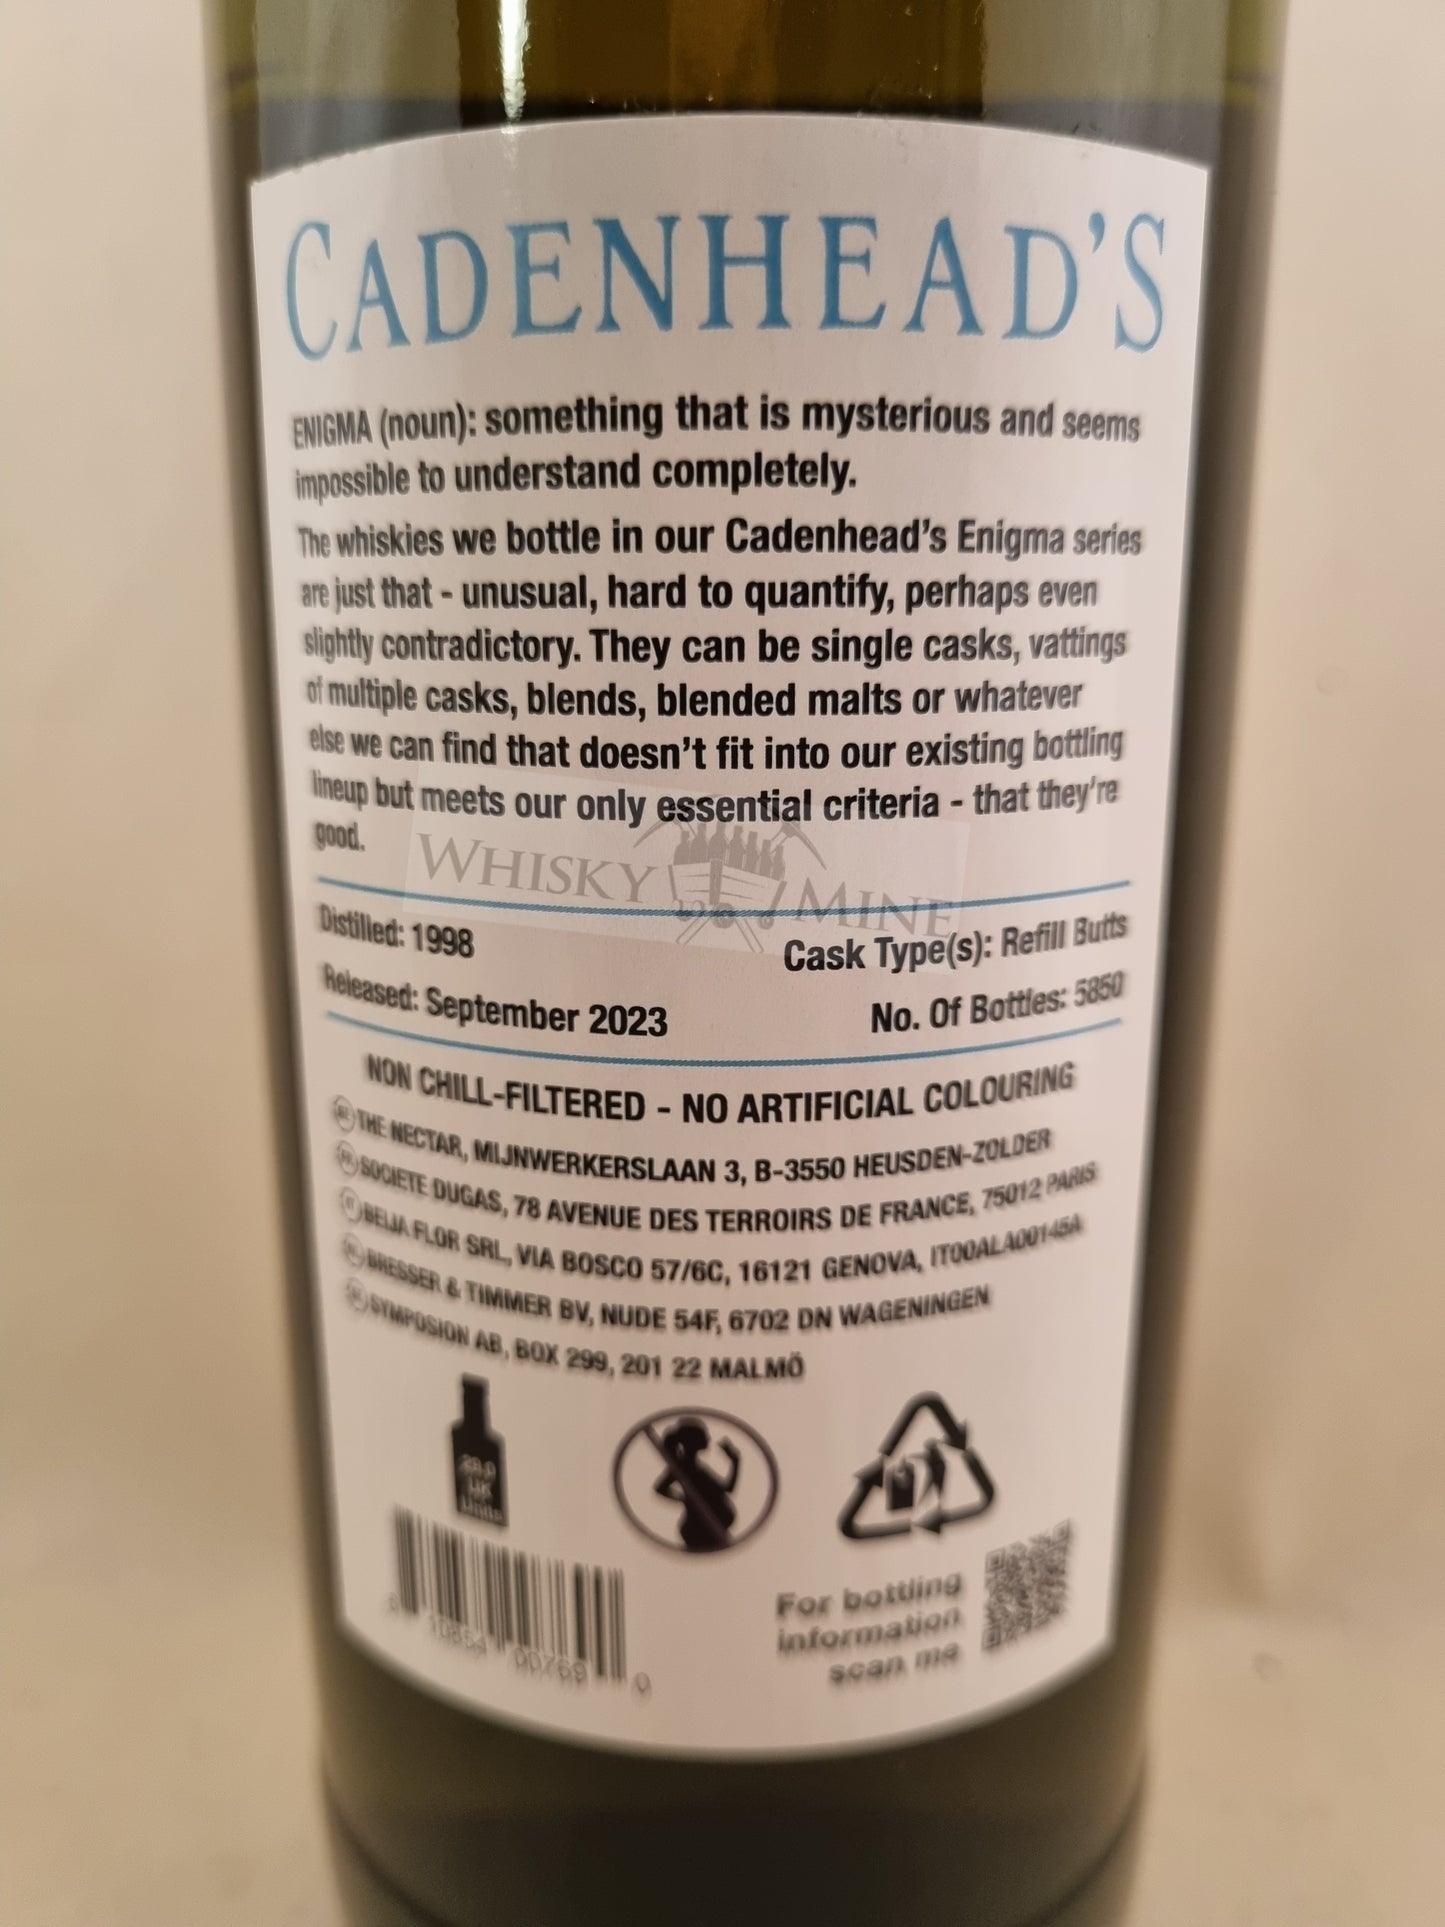 CADENHEAD'S
ENIGMA (noun): something that is mysterious and seems
impossible to understand completely.
The whiskies we bottle in our Cadenhead's Enigma series
are just that - unusual, hard to quantify, perhaps even
slightly contradictory. They can be single casks, vattings
of multiple casks, blends, blended malts or whatever
else we can find that doesn't fit into our existing bottling
lineup but meets our only essential criteria - that they're
good.
WHISKY MINE
Distilled: 1998 Cask Type(s): Refill Butts
Released: September 2023 No. Of Bottles: 5850
NON CHILL-FILTERED - NO ARTIFICIAL COLOURING
THE NECTAR, MIJNWERKERSLAAN 3, B-3550 HEUSDEN-ZOLDER
SOCIETE DUGAS, 78 AVENUE DES TERROIRS DE FRANCE, 75012 PARIS
BELIA FLOR SRL, VIA BOSCO 57/6C, 16121 GENOVA, IT00ALA00145A
BRESSER & TIMMER BV, NUDE 54F, 6702 DN WAGENINGEN
SYMPOSION AB, BOX 299, 201 22 MALMÖ
UK
Units
For bottling
information
scan me
00769 0